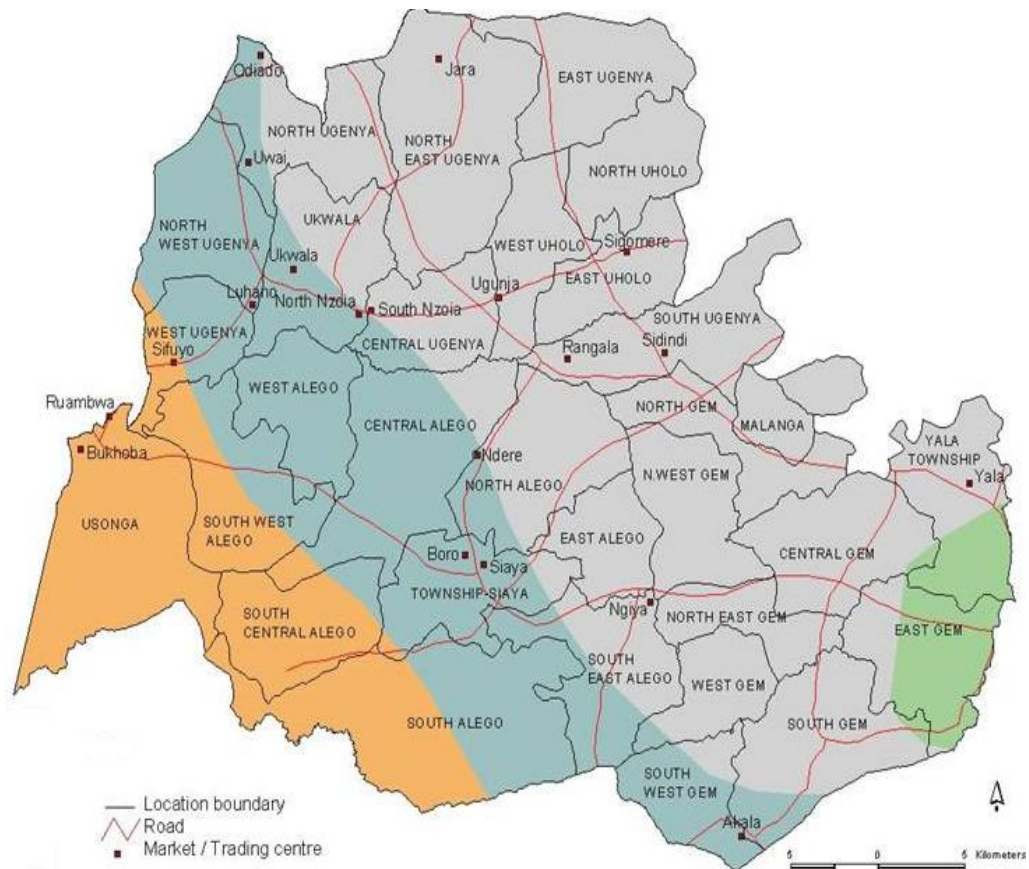 Odiado
Jara
EAST UGENYA
NORTH UGENYA
NORTH
EAST UGENYA
Uwai
NORTH UHOLO
UKWALA
NORTH
WEST UGENYA
WEST UHOLO
Sigomere
Ukwala
EAST UHOLO
Ugunja
Luhano
North Nzoia
South Nzoia
SOUTH UGENYA
WEST UGENYA
CENTRAL UGENYA
Sifuyo
Rangala
Sidindi
WEST ALEGO
Ruambwa
NORTH GEM
CENTRAL ALEGO
MALANGA
Bukhoba
YALA
TOWNSHIP
Ndere
N.WEST GEM
Yala
NORTH ALEGO
USONGA
SOUTH WEST
ALEGO
EAST ALEGO
Boro
Siaya
CENTRAL GEM
TOWNSHIP-SIAYA
Ngiya
SOUTH
CENTRAL ALEGO
NORTH EAST GEM
EAST GEM
SOUTH
EAST ALEGO
WEST GEM
SOUTH ALEGO
SOUTH GEM
SOUTH
WEST GEM
Akala
Location boundary
Road
Market / Trading centre
5 0 5 Kilometers